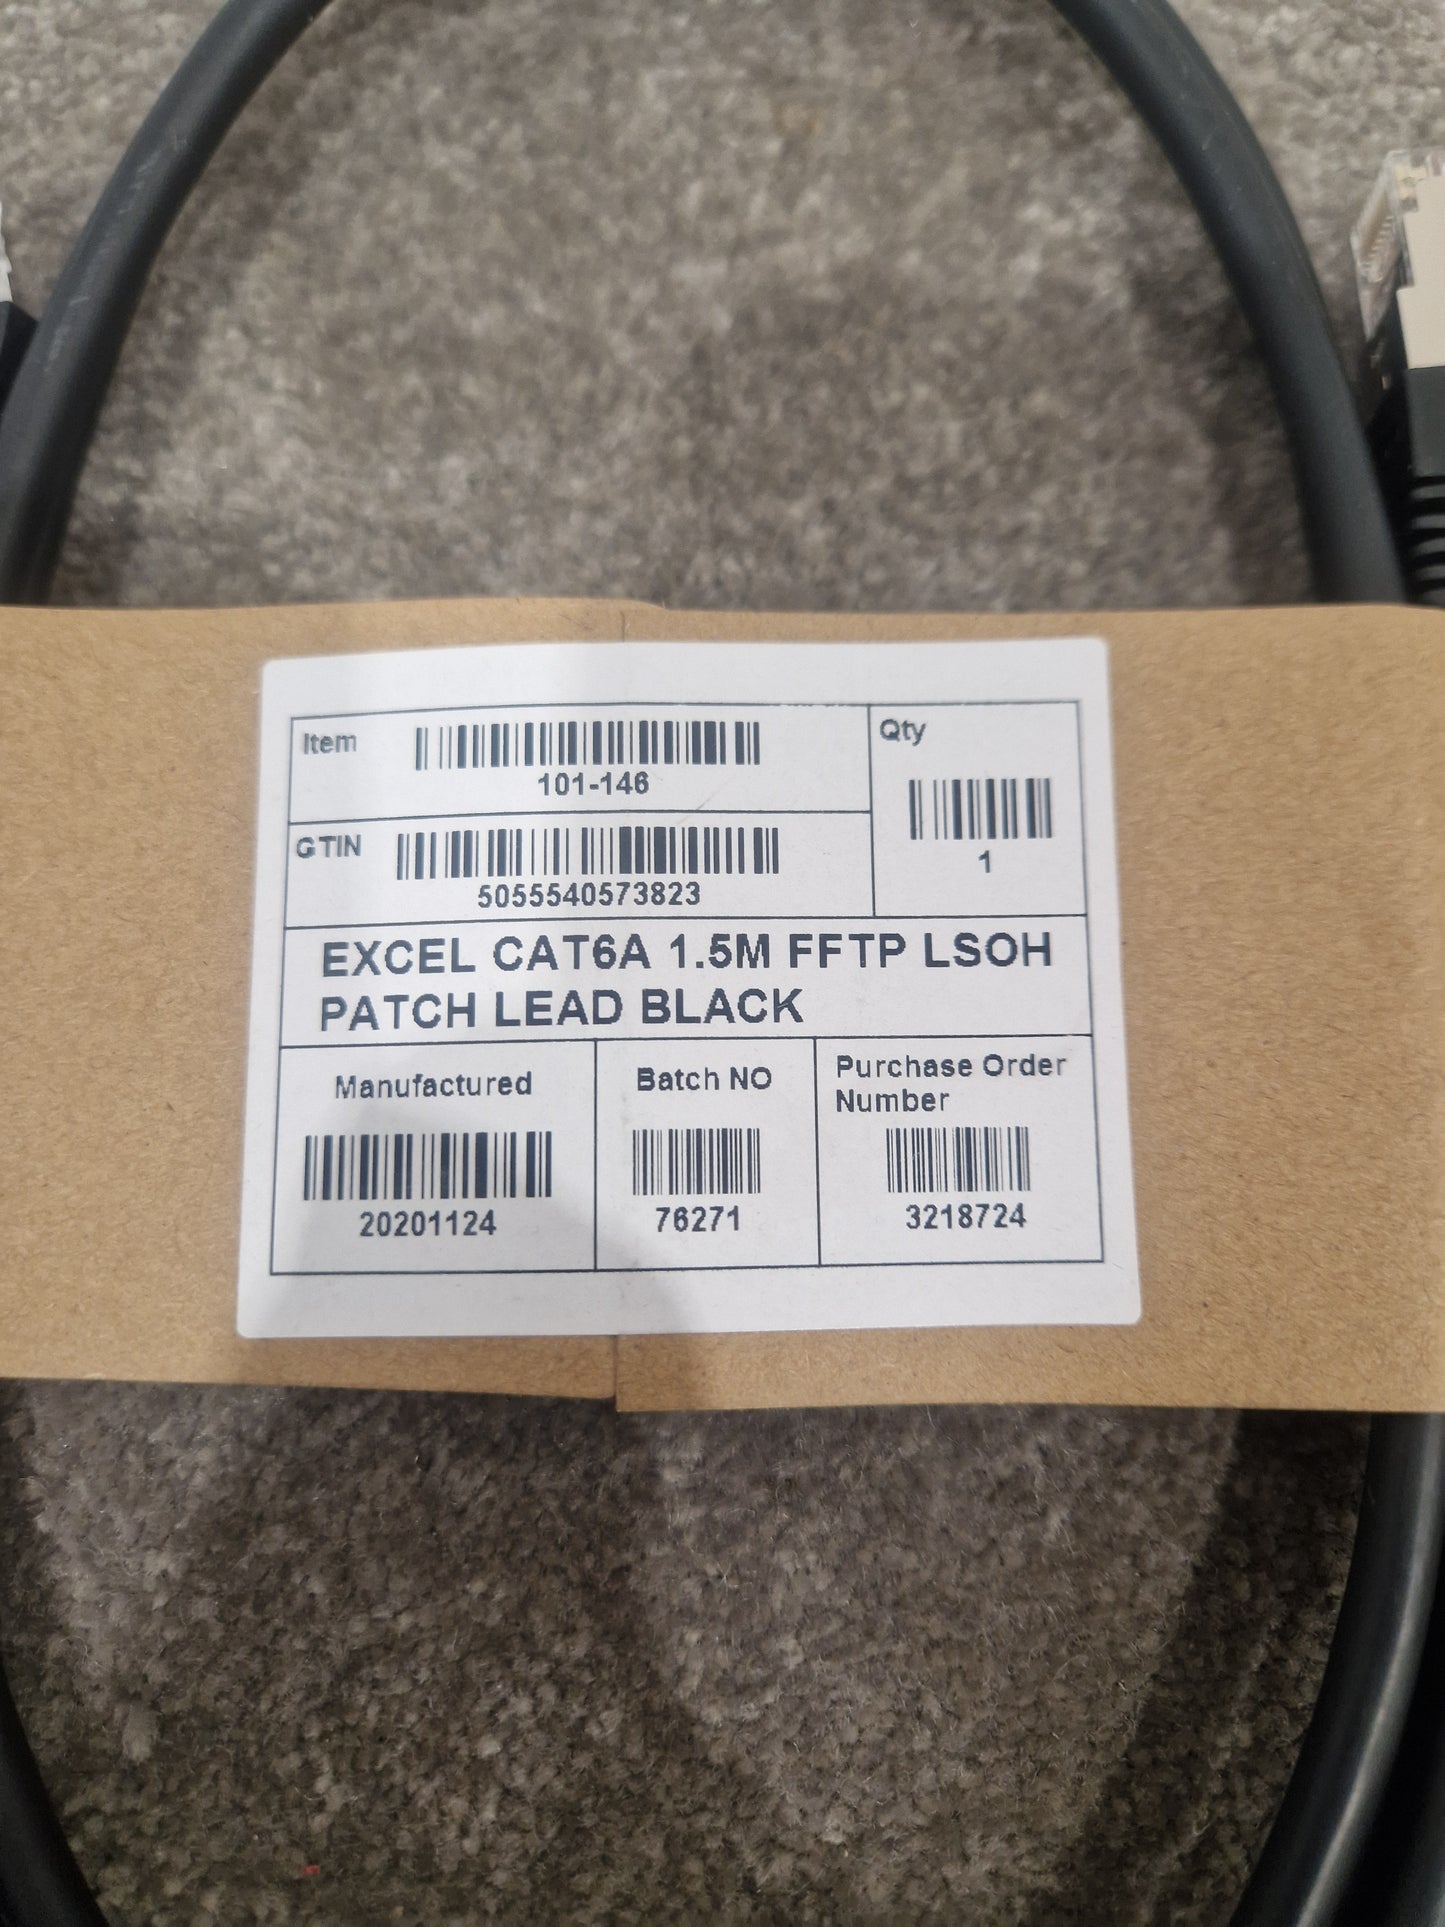 Item
101-146
Qty
1
GTIN
5055540573823
EXCEL CAT6A 1.5M FFTP LSOH
PATCH LEAD BLACK
Manufactured
20201124
Batch NO
76271
Purchase Order
Number
3218724